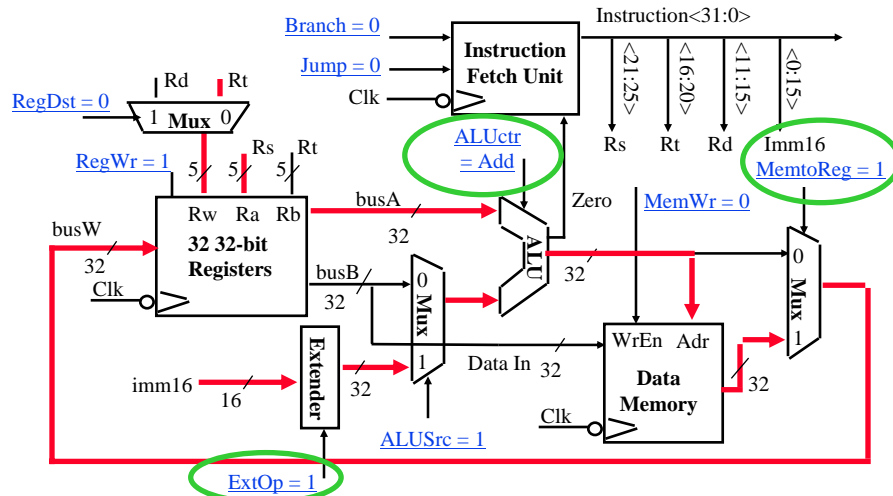 Branch = 0
Instruction<31:0>
Instruction
Fetch Unit
Jump = 0
Clk
<21:25>
<16:20>
<11:15>
<0:15>
Rs
Rt
Rd
Imm16
Rd
Rt
RegDst = 0
1
Mux
0
ALUctr
= Add
MemtoReg = 1
RegWr = 1
5
5
Rs
5
Rt
Zero
MemWr = 0
busA
32
Rw
Ra
Rb
busW
32
32 32-bit
Registers
busB
32
Clk
ALU
32
0
Mux
1
0
Mux
1
WrEn
Adr
Data In
32
Data
Memory
32
Clk
Extender
imm16
16
32
ALUSrc = 1
ExtOp = 1